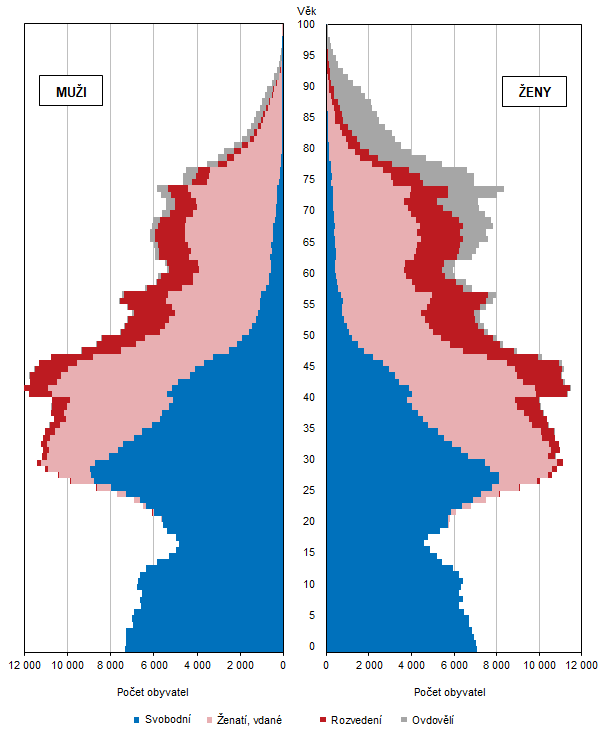 Věk
MUŽI
ŽENY
100
95
90
85
80
75
70
65
60
55
50
45
40
35
30
25
20
15
10
5
0
12 000 10 000 8 000 6 000 4 000 2 000 0
0 2 000 4 000 6 000 8 000 10 000 12 000
Počet obyvatel
Počet obyvatel
Svobodní Ženatí, vdané Rozvedení Ovdovělí